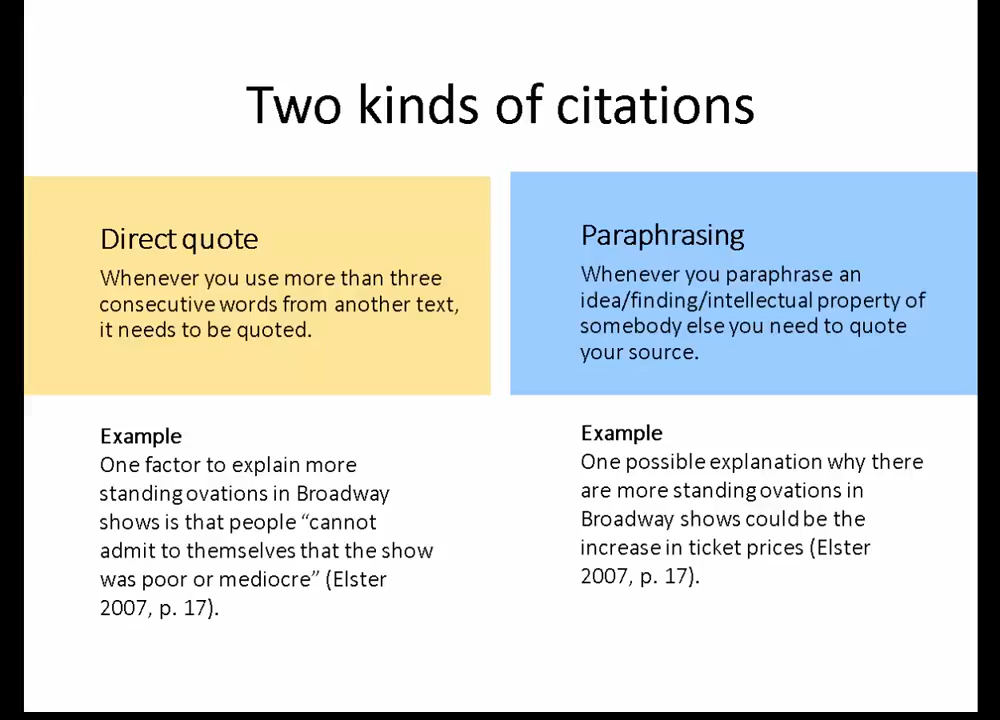 Two kinds of citations
Direct quote
Whenever you use more than three
consecutive words from another text,
it needs to be quoted.
Example
One factor to explain more
standing ovations in Broadway
shows is that people “cannot
admit to themselves that the show
was poor or mediocre” (Elster
2007, p. 17).
Paraphrasing
Whenever you paraphrase an
idea/finding/intellectual property of
somebody else you need to quote
your source.
Example
One possible explanation why there
are more standing ovations in
Broadway shows could be the
increase in ticket prices (Elster
2007, p. 17).